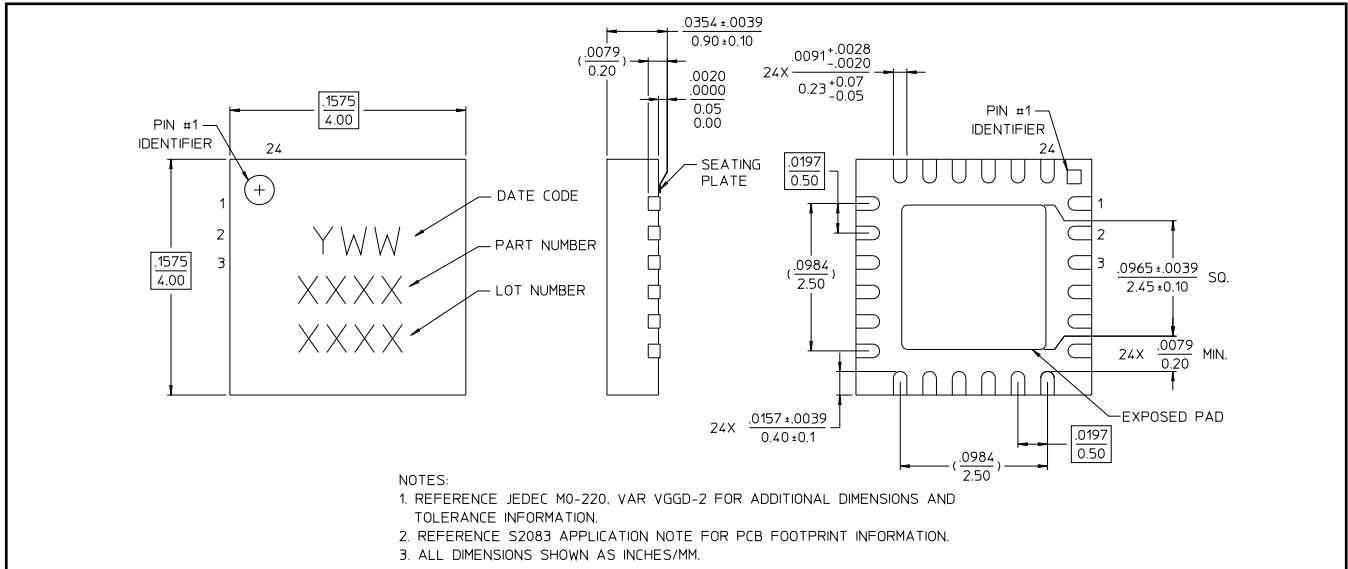 .0354 ±.0039
0.90 ±0.10
(.0079
0.20)
.0020
.0000
0.05
0.00
24X .0091 +.0028
-.0020
0.23 +0.07
-0.05
.1575
4.00
PIN #1
IDENTIFIER
24
1
2
3
.1575
4.00
DATE CODE
YWW
PART NUMBER
XXXX
LOT NUMBER
XXXX
SEATING
PLATE
PIN #1
IDENTIFIER
24
1
2
3
.0197
0.50
(.0984
2.50)
.0965 ±.0039
2.45 ±0.10 SQ.
24X .0079
0.20 MIN.
24X .0157 ±.0039
0.40 ±0.1
EXPOSED PAD
.0197
0.50
(.0984
2.50)
NOTES:
1. REFERENCE JEDEC MO-220, VAR VGGD-2 FOR ADDITIONAL DIMENSIONS AND
TOLERANCE INFORMATION.
2. REFERENCE S2083 APPLICATION NOTE FOR PCB FOOTPRINT INFORMATION.
3. ALL DIMENSIONS SHOWN AS INCHES/MM.